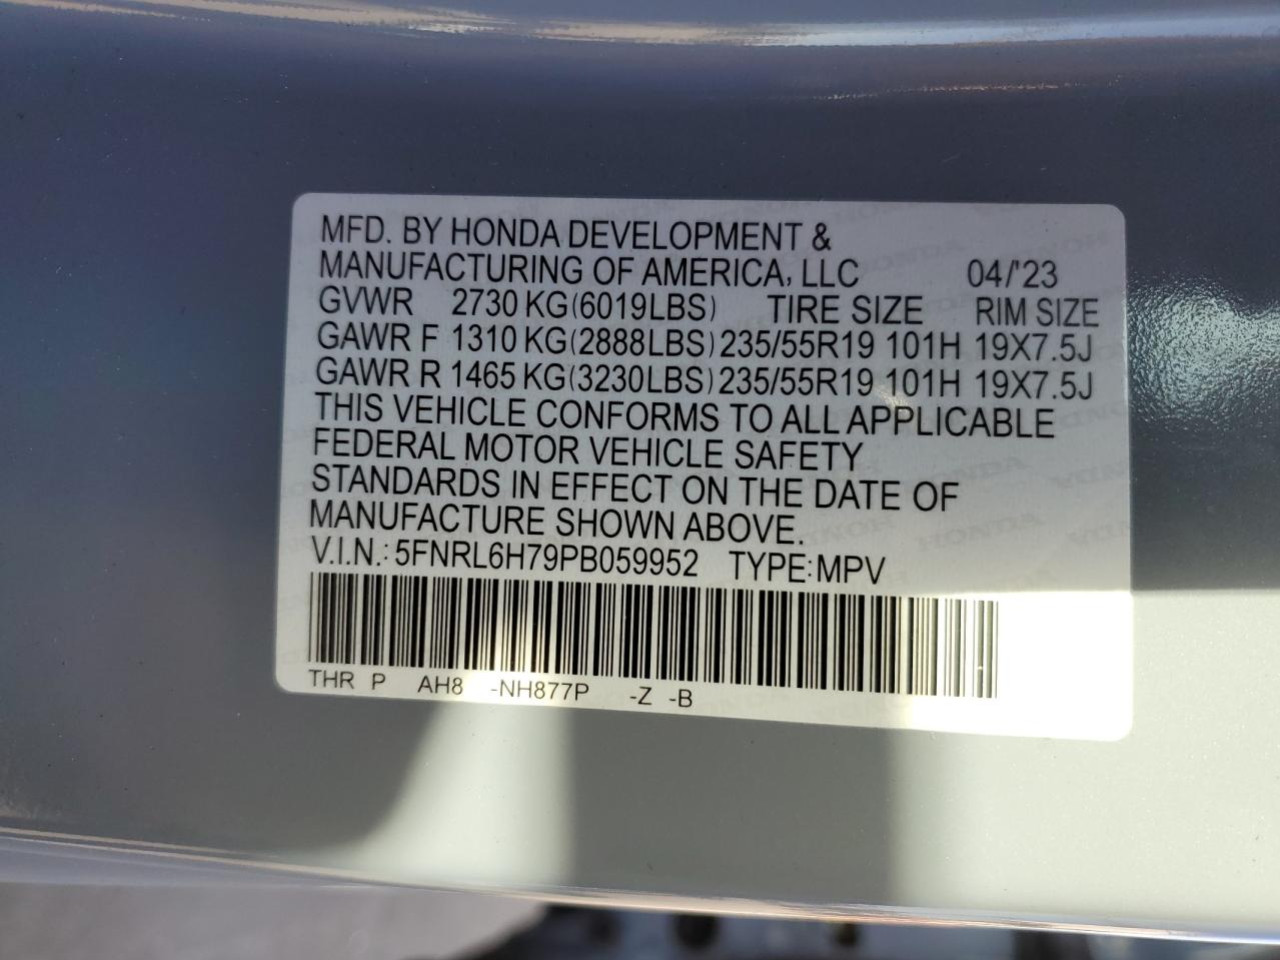 MFD. BY HONDA DEVELOPMENT &
MANUFACTURING OF AMERICA, LLC 04/'23
GVWR 2730 KG(6019LBS) TIRE SIZE RIM SIZE
GAWR F 1310 KG(2888LBS) 235/55R19 101H 19X7.5J
GAWR R 1465 KG(3230LBS) 235/55R19 101H 19X7.5J
THIS VEHICLE CONFORMS TO ALL APPLICABLE
FEDERAL MOTOR VEHICLE SAFETY
STANDARDS IN EFFECT ON THE DATE OF
MANUFACTURE SHOWN ABOVE.
V.I.N.: 5FNRL6H79PB059952 TYPE: MPV
THR P AH8 -NH877P -Z -B